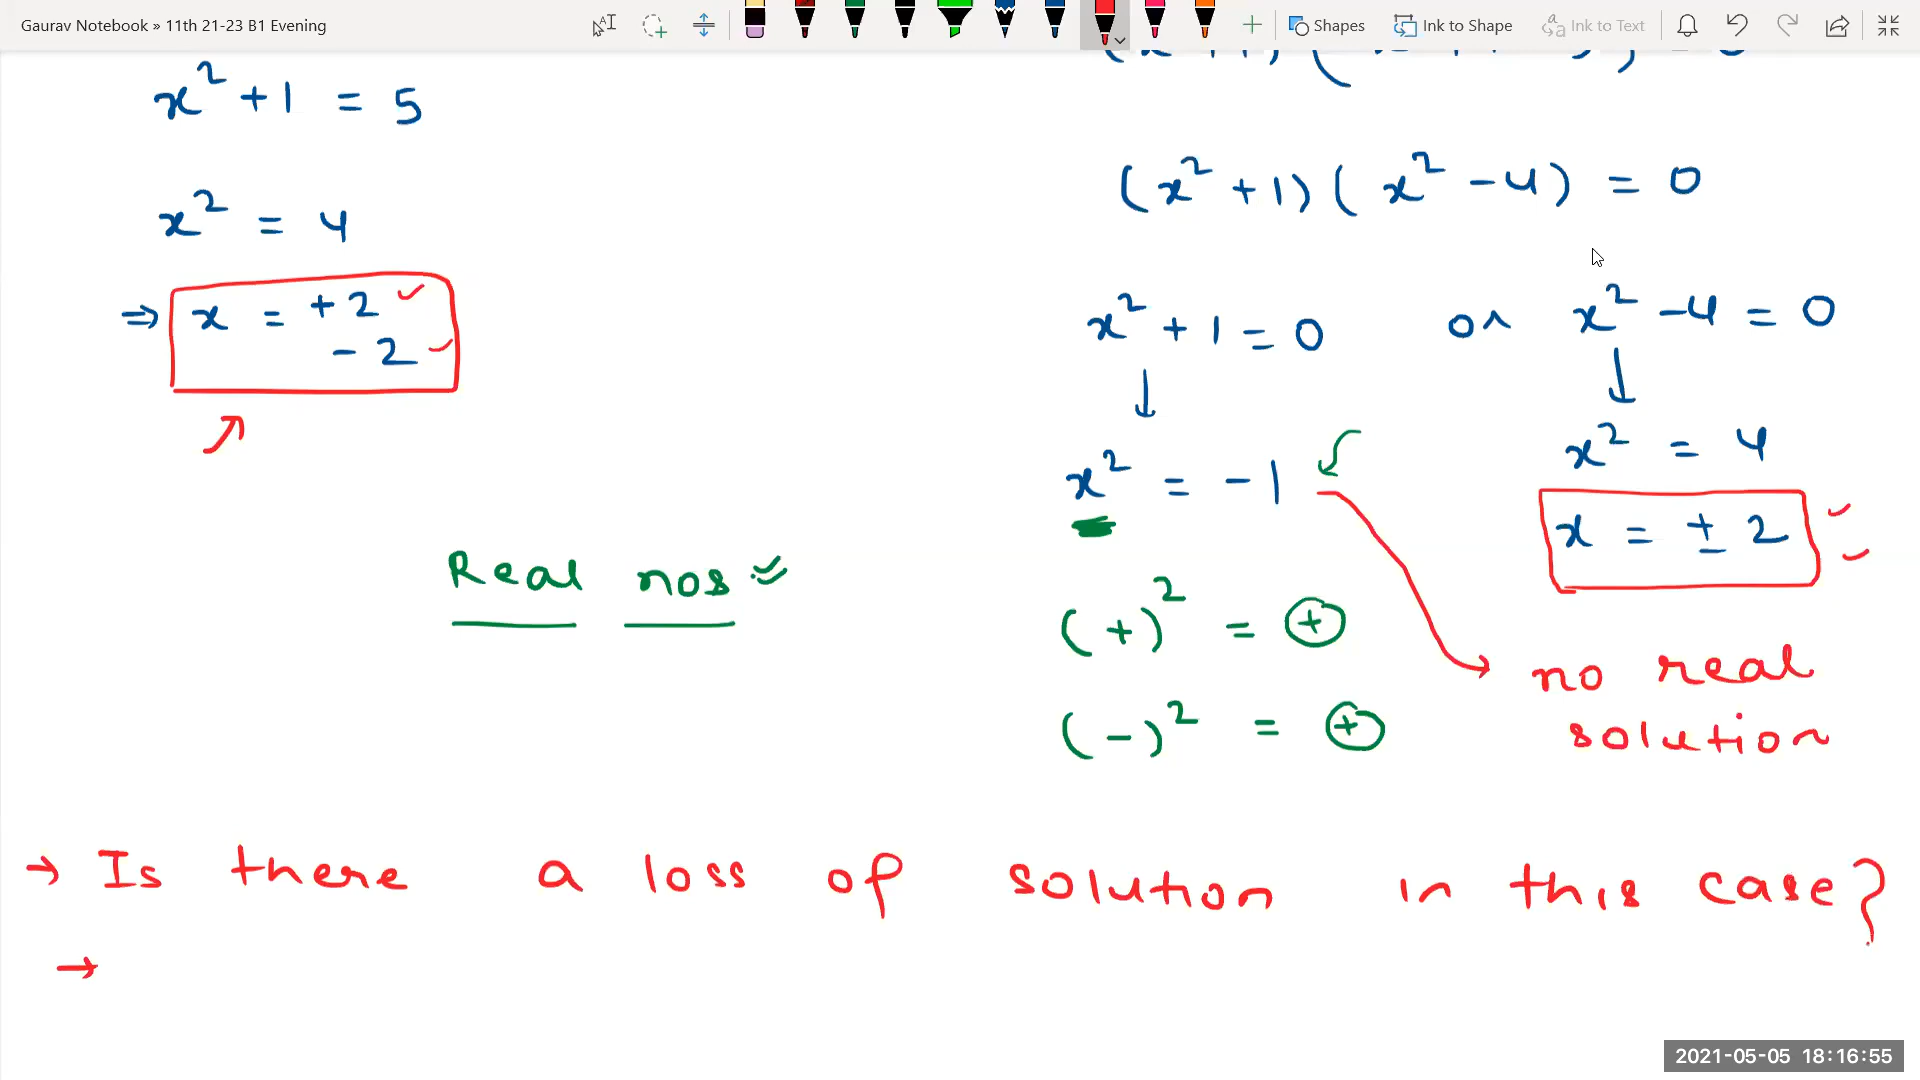 Gaurav Notebook » 11th 21-23 B1 Evening
Shapes
Ink to Shape
Ink to Text
x² + 1 = 5
x² = 4
⇒ x = +2
-2
(x² + 1)(x² - 4) = 0
x² + 1 = 0 or x² - 4 = 0
x² = -1
x² = 4
x = ± 2
Real nos
(+)² = +
(-)² = +
no real
solution
→ Is there a loss of solution in this case?
→
2021-05-05 18:16:55